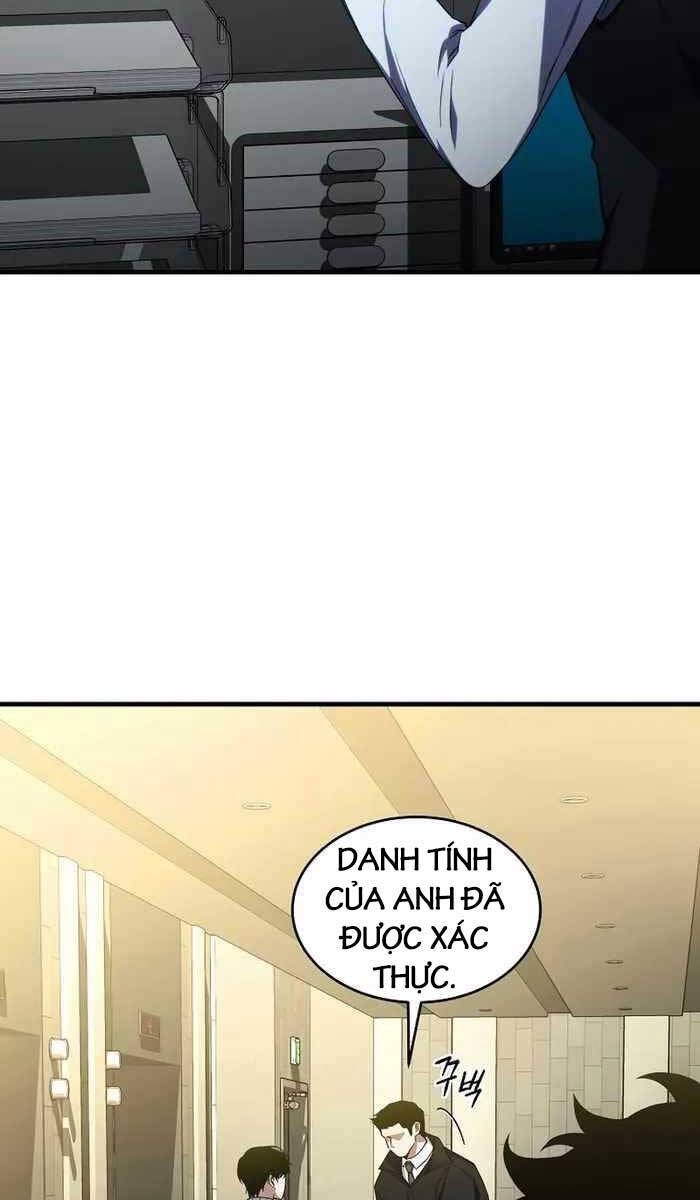 DANH TÍNH
CỦA ANH ĐÃ
ĐƯỢC XÁC
THỰC.
꾸벅